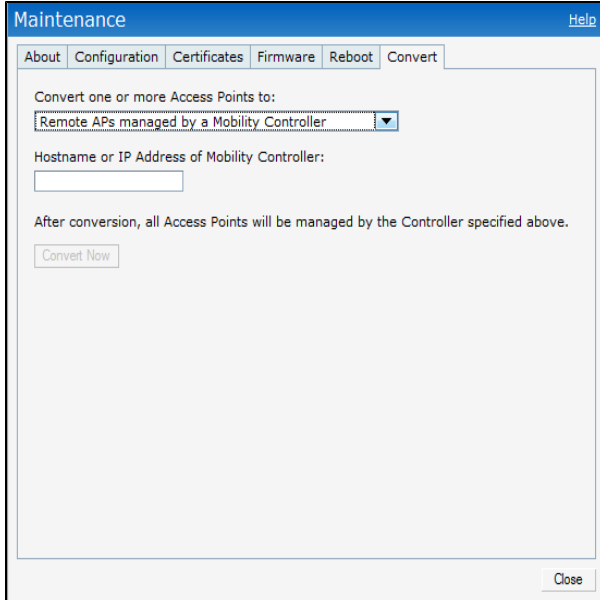 Maintenance
Help
About Configuration Certificates Firmware Reboot Convert
Convert one or more Access Points to:
Remote APs managed by a Mobility Controller
Hostname or IP Address of Mobility Controller:
After conversion, all Access Points will be managed by the Controller specified above.
Convert Now
Close